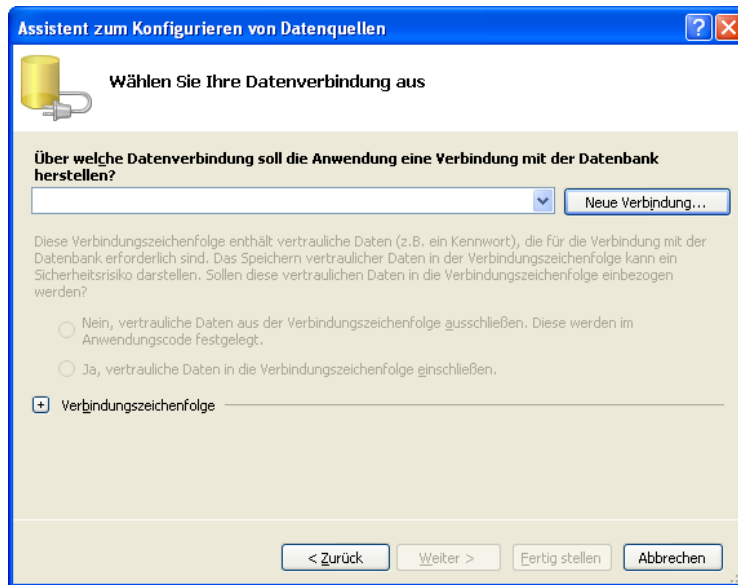 Assistent zum Konfigurieren von Datenquellen
Wählen Sie Ihre Datenverbindung aus
Über welche Datenverbindung soll die Anwendung eine Verbindung mit der Datenbank
herstellen?
Neue Verbindung...
Diese Verbindungszeichenfolge enthält vertrauliche Daten (z.B. ein Kennwort), die für die Verbindung mit der
Datenbank erforderlich sind. Das Speichern vertraulicher Daten in der Verbindungszeichenfolge kann ein
Sicherheitsrisiko darstellen. Sollen diese vertraulichen Daten in die Verbindungszeichenfolge einbezogen
werden?
Nein, vertrauliche Daten aus der Verbindungszeichenfolge ausschließen. Diese werden im
Anwendungscode festgelegt.
Ja, vertrauliche Daten in die Verbindungszeichenfolge einschließen.
Verbindungszeichenfolge
< Zurück
Weiter >
Fertig stellen
Abbrechen